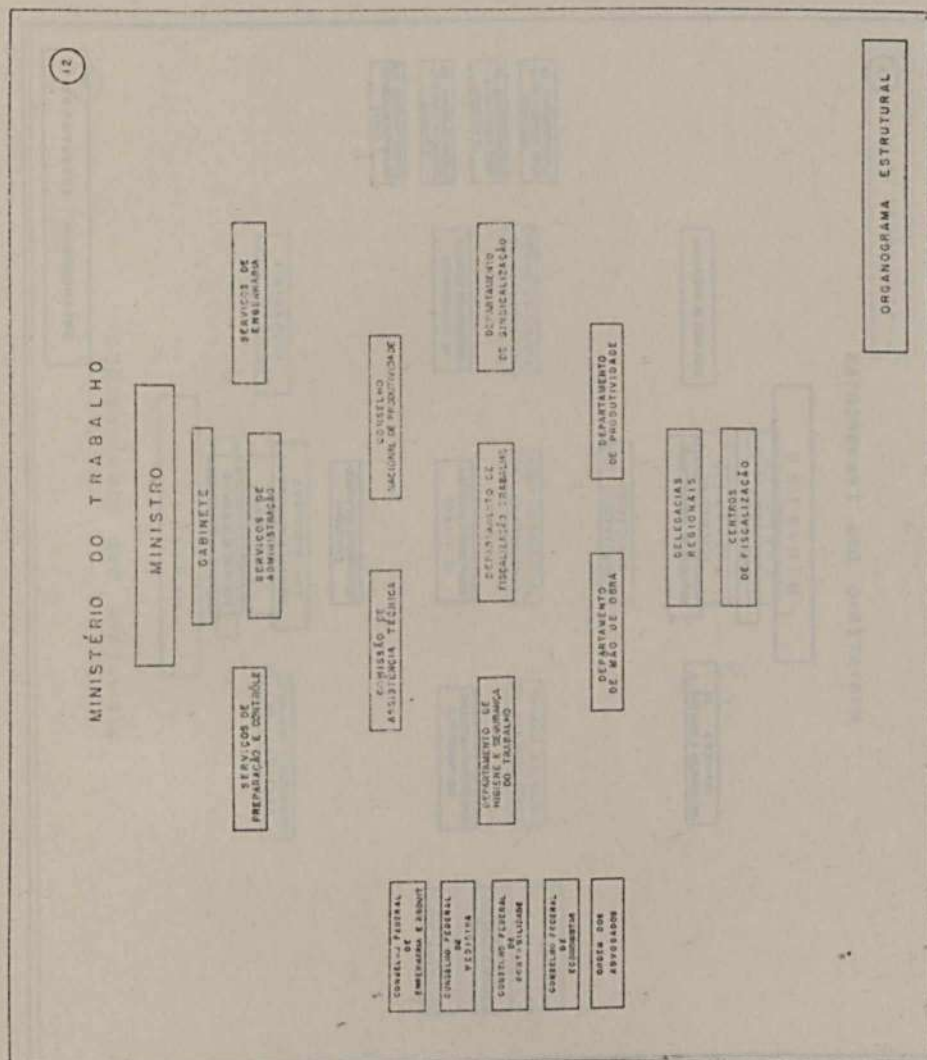 12
MINISTÉRIO DO TRABALHO
MINISTRO
GABINETE
SERVIÇOS DE
PREPARAÇÃO E CONTRÔLE
SERVIÇOS DE
ADMINISTRAÇÃO
SERVIÇOS DE
ENGENHARIA
COMISSÃO DE
ASSISTÊNCIA TÉCNICA
CONSELHO
NACIONAL DE PRODUTIVIDADE
DEPARTAMENTO DE
HIGIENE E SEGURANÇA
DO TRABALHO
DEPARTAMENTO DE
FISCALIZAÇÃO TRABALHO
DEPARTAMENTO
DE SINDICALIZAÇÃO
DEPARTAMENTO
DE MÃO DE OBRA
DEPARTAMENTO
DE PRODUTIVIDADE
DELEGACIAS
REGIONAIS
CENTROS
DE FISCALIZAÇÃO
CONSELHO FEDERAL
DE
ENGENHARIA E
CONSELHO FEDERAL
DE
MEDICINA
CONSELHO FEDERAL
DE
CONTABILIDADE
CONSELHO FEDERAL
DE
ECONOMISTAS
ORDEM DOS
ADVOGADOS
ORGANOGRAMA ESTRUTURAL